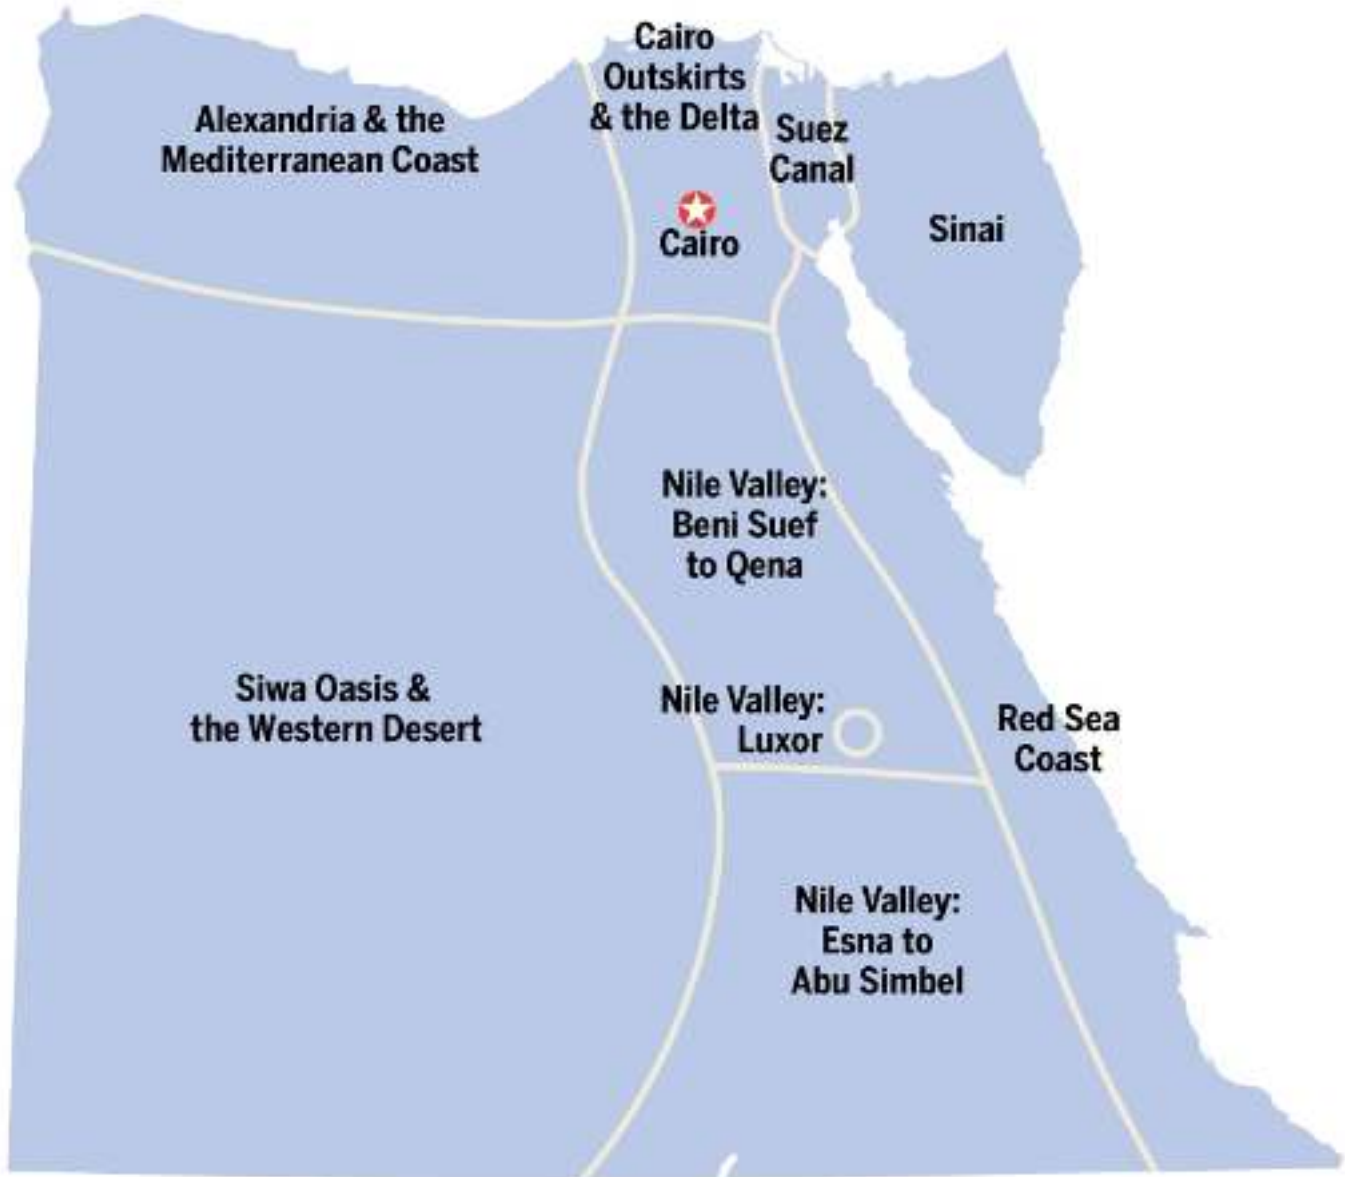 Cairo
Outskirts
& the Delta
Alexandria & the
Mediterranean Coast
Suez
Canal
Sinai
Cairo
Nile Valley:
Beni Suef
to Qena
Siwa Oasis &
the Western Desert
Nile Valley:
Luxor
Red Sea
Coast
Nile Valley:
Esna to
Abu Simbel